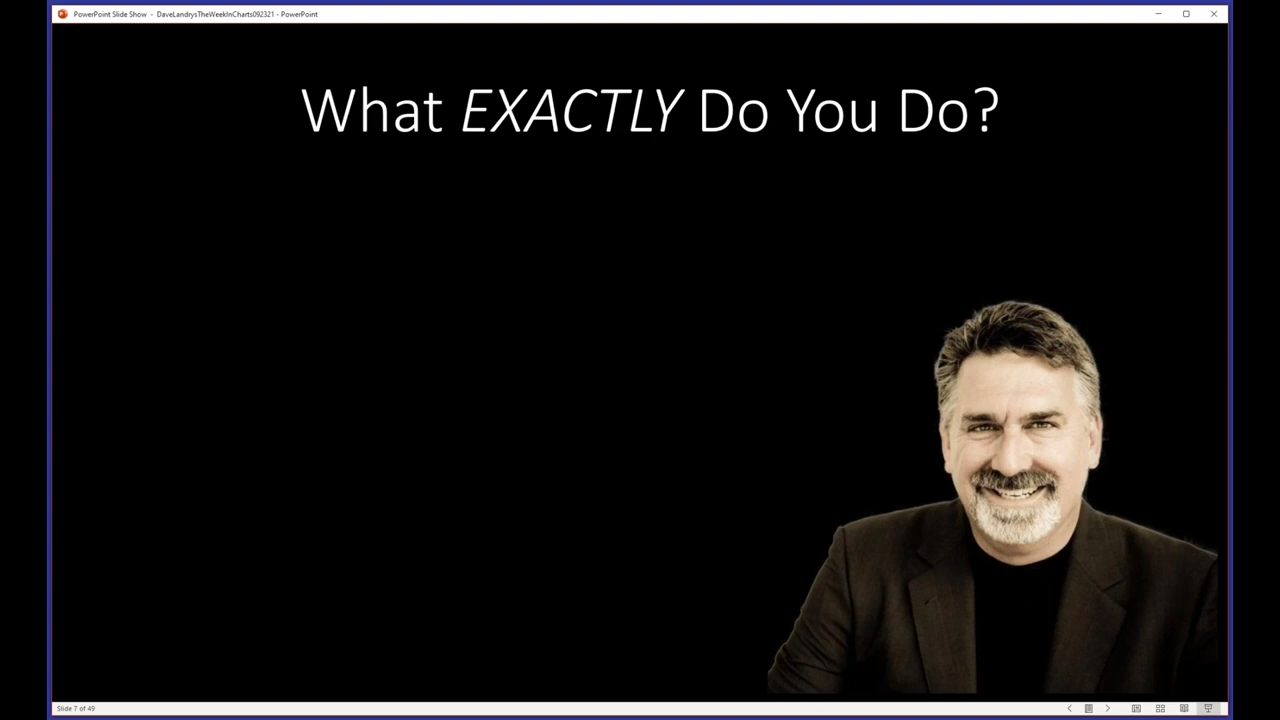 PowerPoint Slide Show - DaveLandrysTheWeekInCharts092321 - PowerPoint
What EXACTLY Do You Do?
Slide 7 of 49